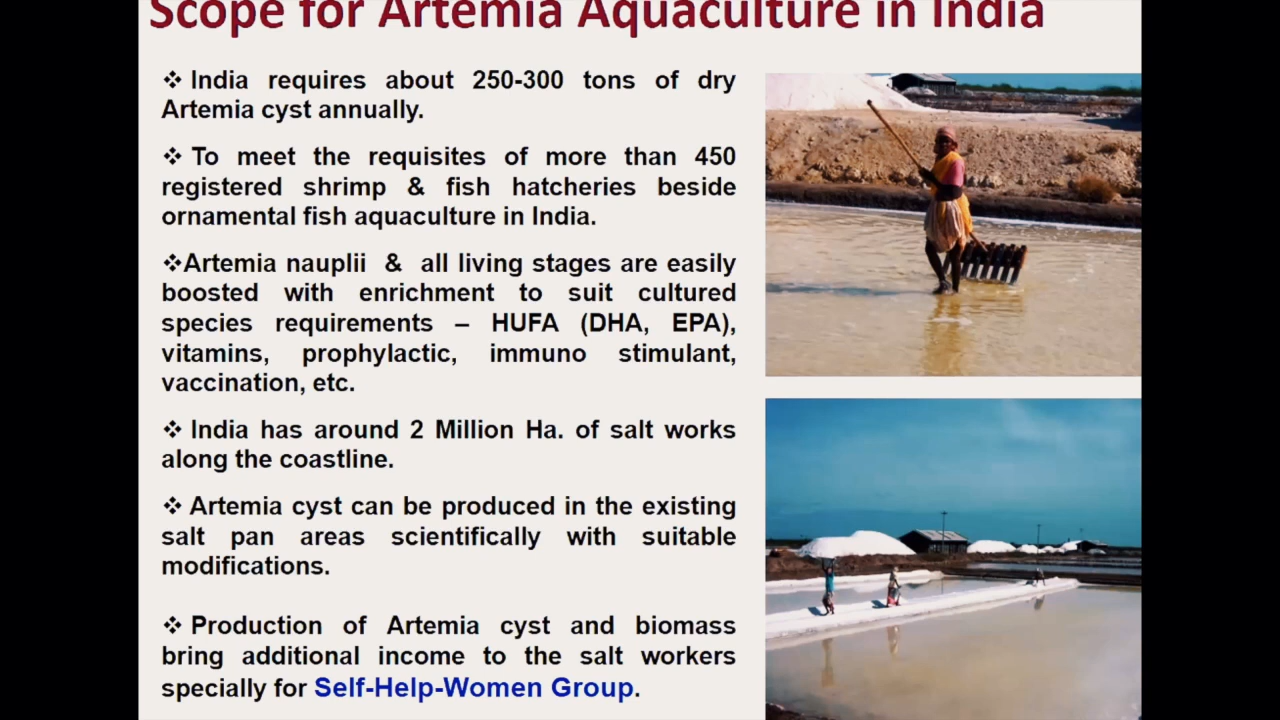 Scope for Artemia Aquaculture in India
❖ India requires about 250-300 tons of dry
Artemia cyst annually.
❖ To meet the requisites of more than 450
registered shrimp & fish hatcheries beside
ornamental fish aquaculture in India.
❖Artemia nauplii & all living stages are easily
boosted with enrichment to suit cultured
species requirements – HUFA (DHA, EPA),
vitamins, prophylactic, immuno stimulant,
vaccination, etc.
❖ India has around 2 Million Ha. of salt works
along the coastline.
❖ Artemia cyst can be produced in the existing
salt pan areas scientifically with suitable
modifications.
❖ Production of Artemia cyst and biomass
bring additional income to the salt workers
specially for Self-Help-Women Group.